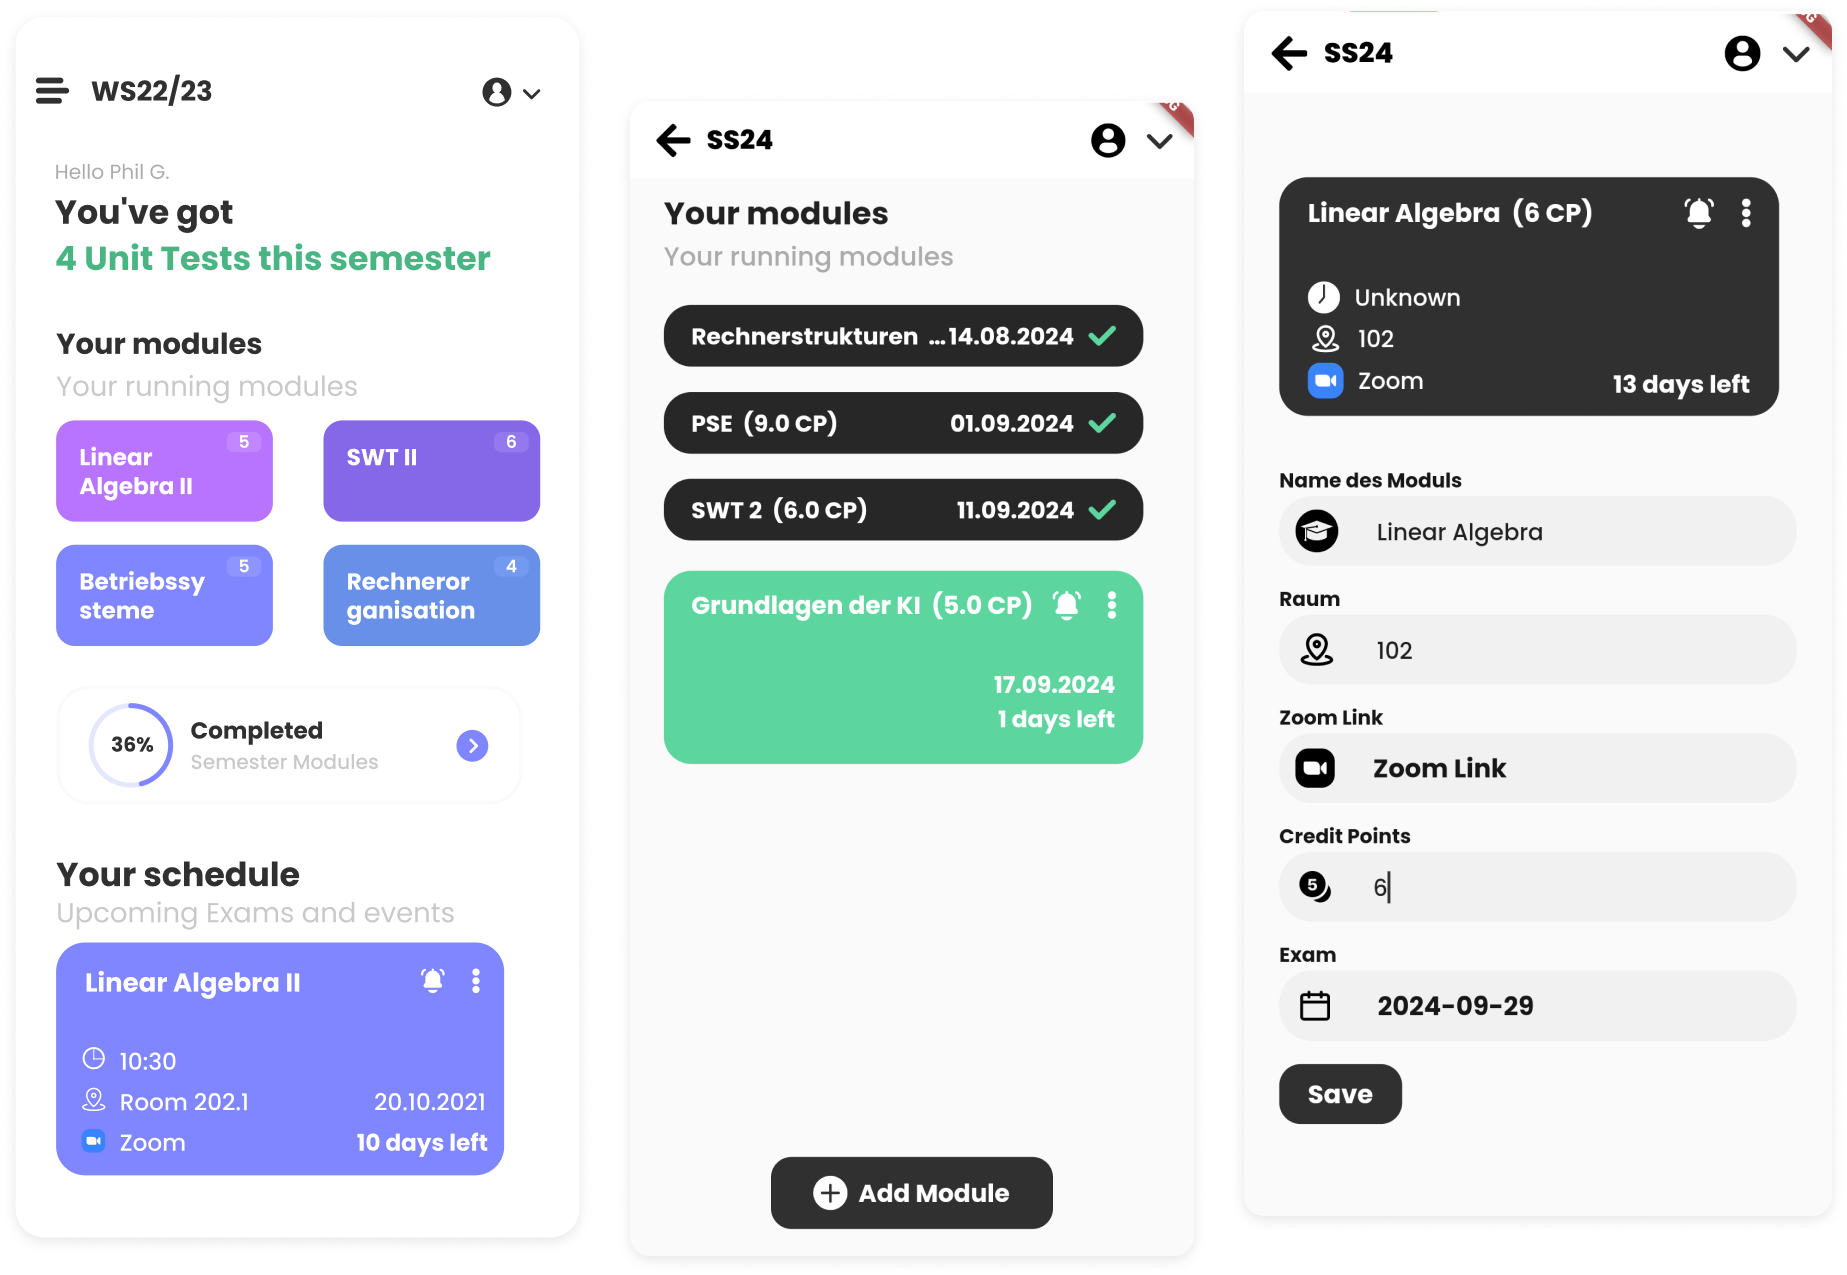 WS22/23
Hello Phil G.
You've got
4 Unit Tests this semester
Your modules
Your running modules
Linear
Algebra II
5
SWT II
6
Betriebssy
steme
5
Rechneror
ganisation
4
36%
Completed
Semester Modules
Your schedule
Upcoming Exams and events
Linear Algebra II
10:30
Room 202.1
20.10.2021
Zoom
10 days left
SS24
Your modules
Your running modules
Rechnerstrukturen ...14.08.2024
PSE (9.0 CP) 01.09.2024
SWT 2 (6.0 CP) 11.09.2024
Grundlagen der KI (5.0 CP)
17.09.2024
1 days left
Add Module
SS24
Linear Algebra (6 CP)
Unknown
102
Zoom
13 days left
Name des Moduls
Linear Algebra
Raum
102
Zoom Link
Zoom Link
Credit Points
5
6
Exam
2024-09-29
Save